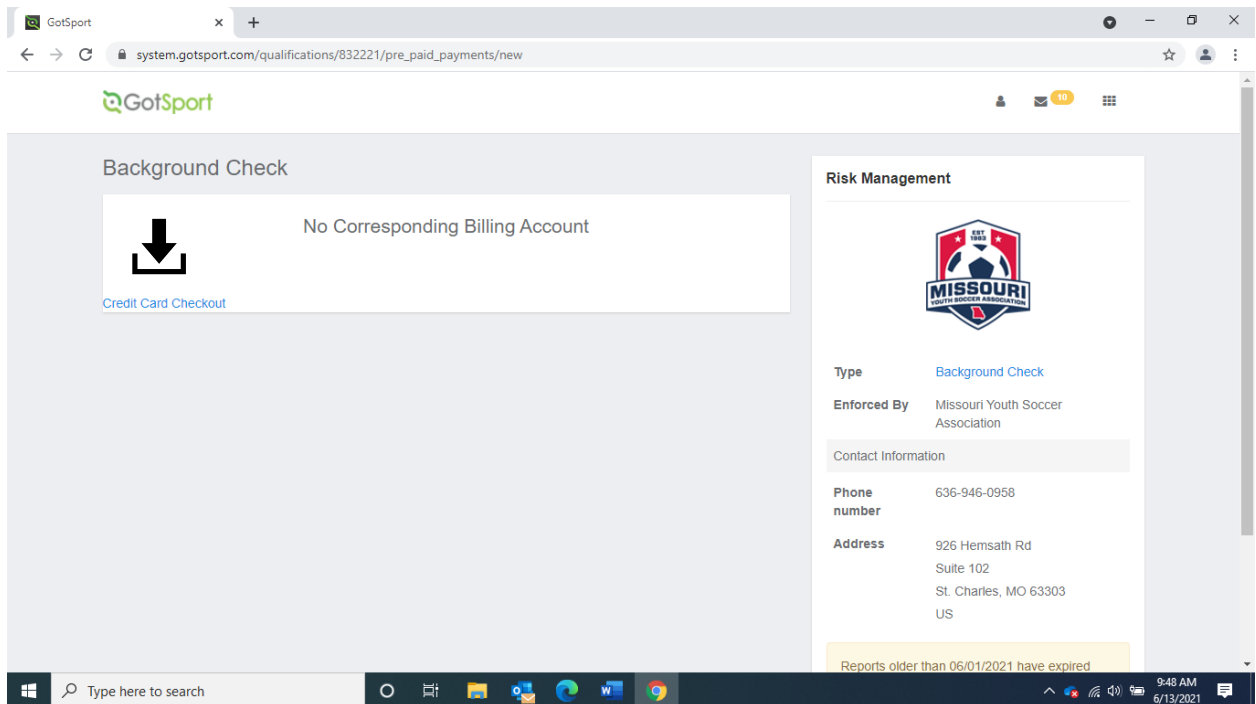 GotSport
system.gotsport.com/qualifications/832221/pre_paid_payments/new
GotSport
10
Background Check
No Corresponding Billing Account
Credit Card Checkout
Risk Management
EST
1983
MISSOURI
YOUTH SOCCER ASSOCIATION
Type Background Check
Enforced By Missouri Youth Soccer
Association
Contact Information
Phone 636-946-0958
number
Address 926 Hemsath Rd
Suite 102
St. Charles, MO 63303
US
Reports older than 06/01/2021 have expired
Type here to search
9:48 AM
6/13/2021